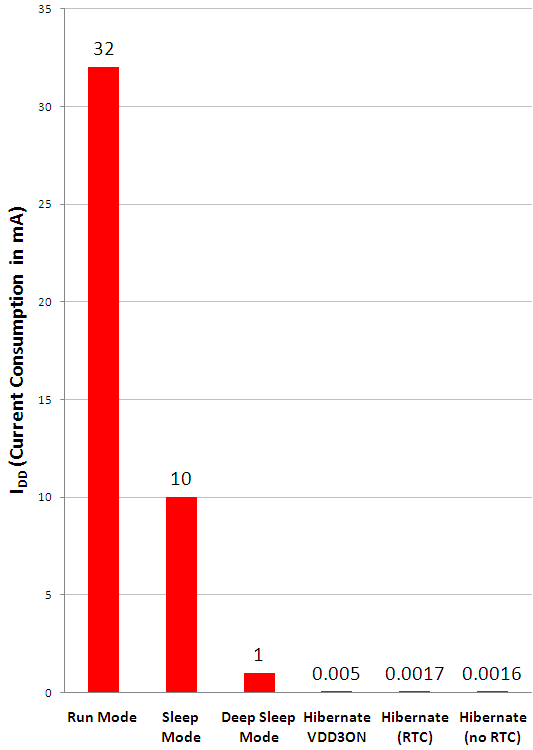 35
32
30
25
20
15
10
10
5
1
0.005
0.0017
0.0016
0
I_DD (Current Consumption in mA)
Run Mode
Sleep
Mode
Deep Sleep
Mode
Hibernate
VDD3ON
Hibernate
(RTC)
Hibernate
(no RTC)